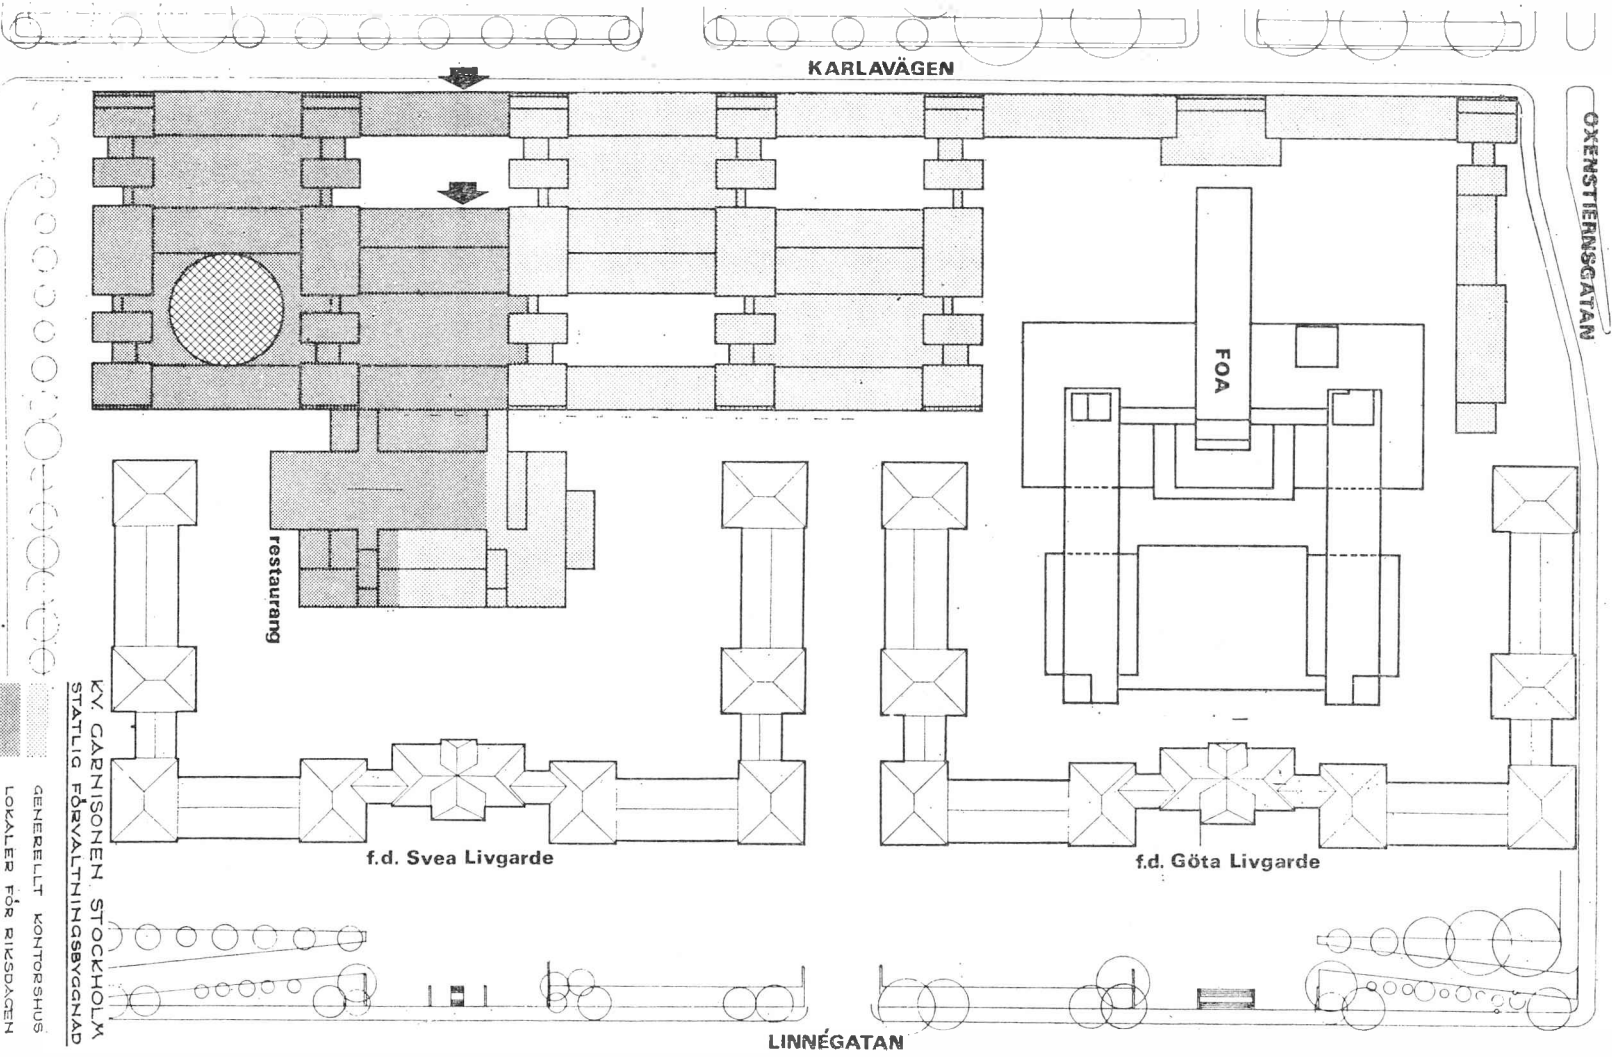 KARLAVÄGEN
OXENSTIERNSGATAN
FOA
restaurang
f.d. Svea Livgarde
f.d. Göta Livgarde
KV. GARNISONEN STOCKHOLM
STATLIG FÖRVALTNINGSBYGGNAD
GENERELLT KONTORSHUS
LOKALER FÖR RIKSDAGEN
LINNÉGATAN